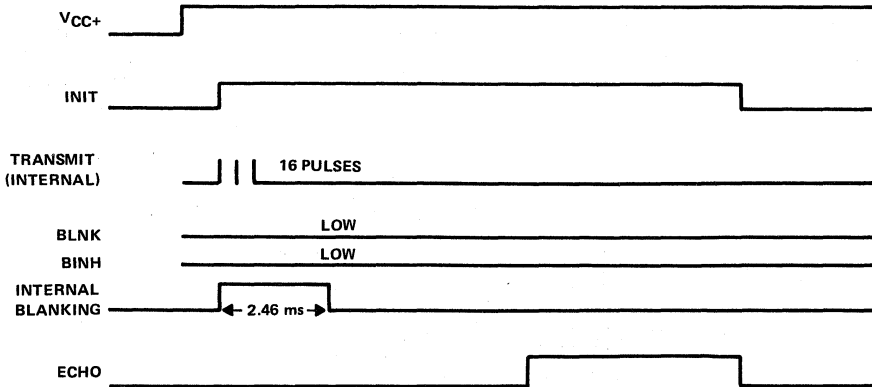 VCC+
INIT
TRANSMIT
(INTERNAL)
16 PULSES
BLNK
LOW
BINH
LOW
INTERNAL
BLANKING
2.46 ms
ECHO